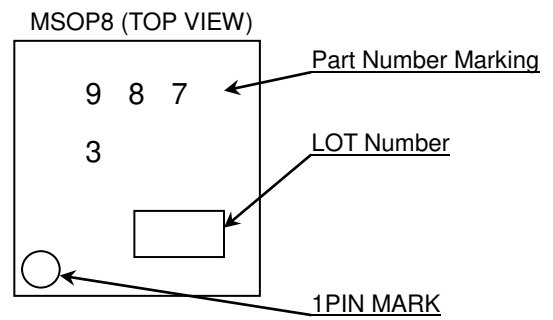 MSOP8 (TOP VIEW)
Part Number Marking
9 8 7
LOT Number
3
1PIN MARK